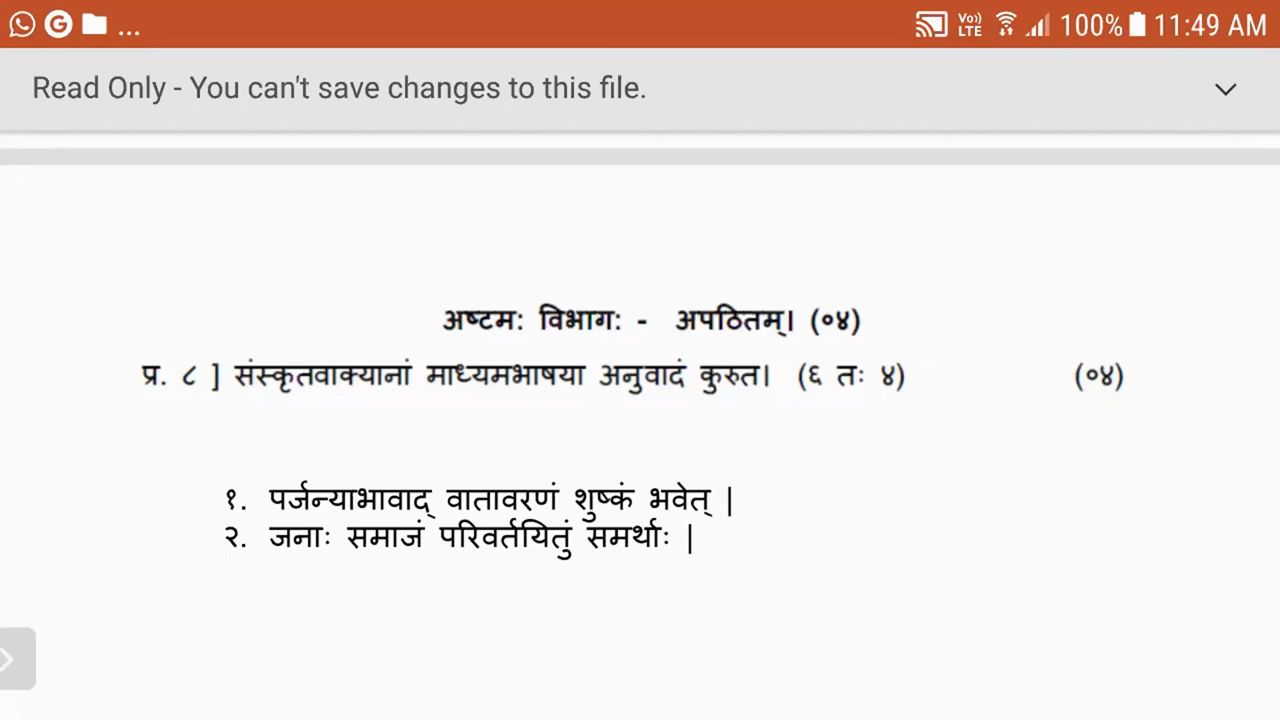 ... Vo)) LTE 100% 11:49 AM
Read Only - You can't save changes to this file.
अष्टम: विभाग: - अपठितम्। (०४)
प्र. ८ ] संस्कृतवाक्यानां माध्यमभाषया अनुवादं कुरुत। (६ तः ४) (०४)
१. पर्जन्याभावाद् वातावरणं शुष्कं भवेत् |
२. जनाः समाजं परिवर्तयितुं समर्थाः |